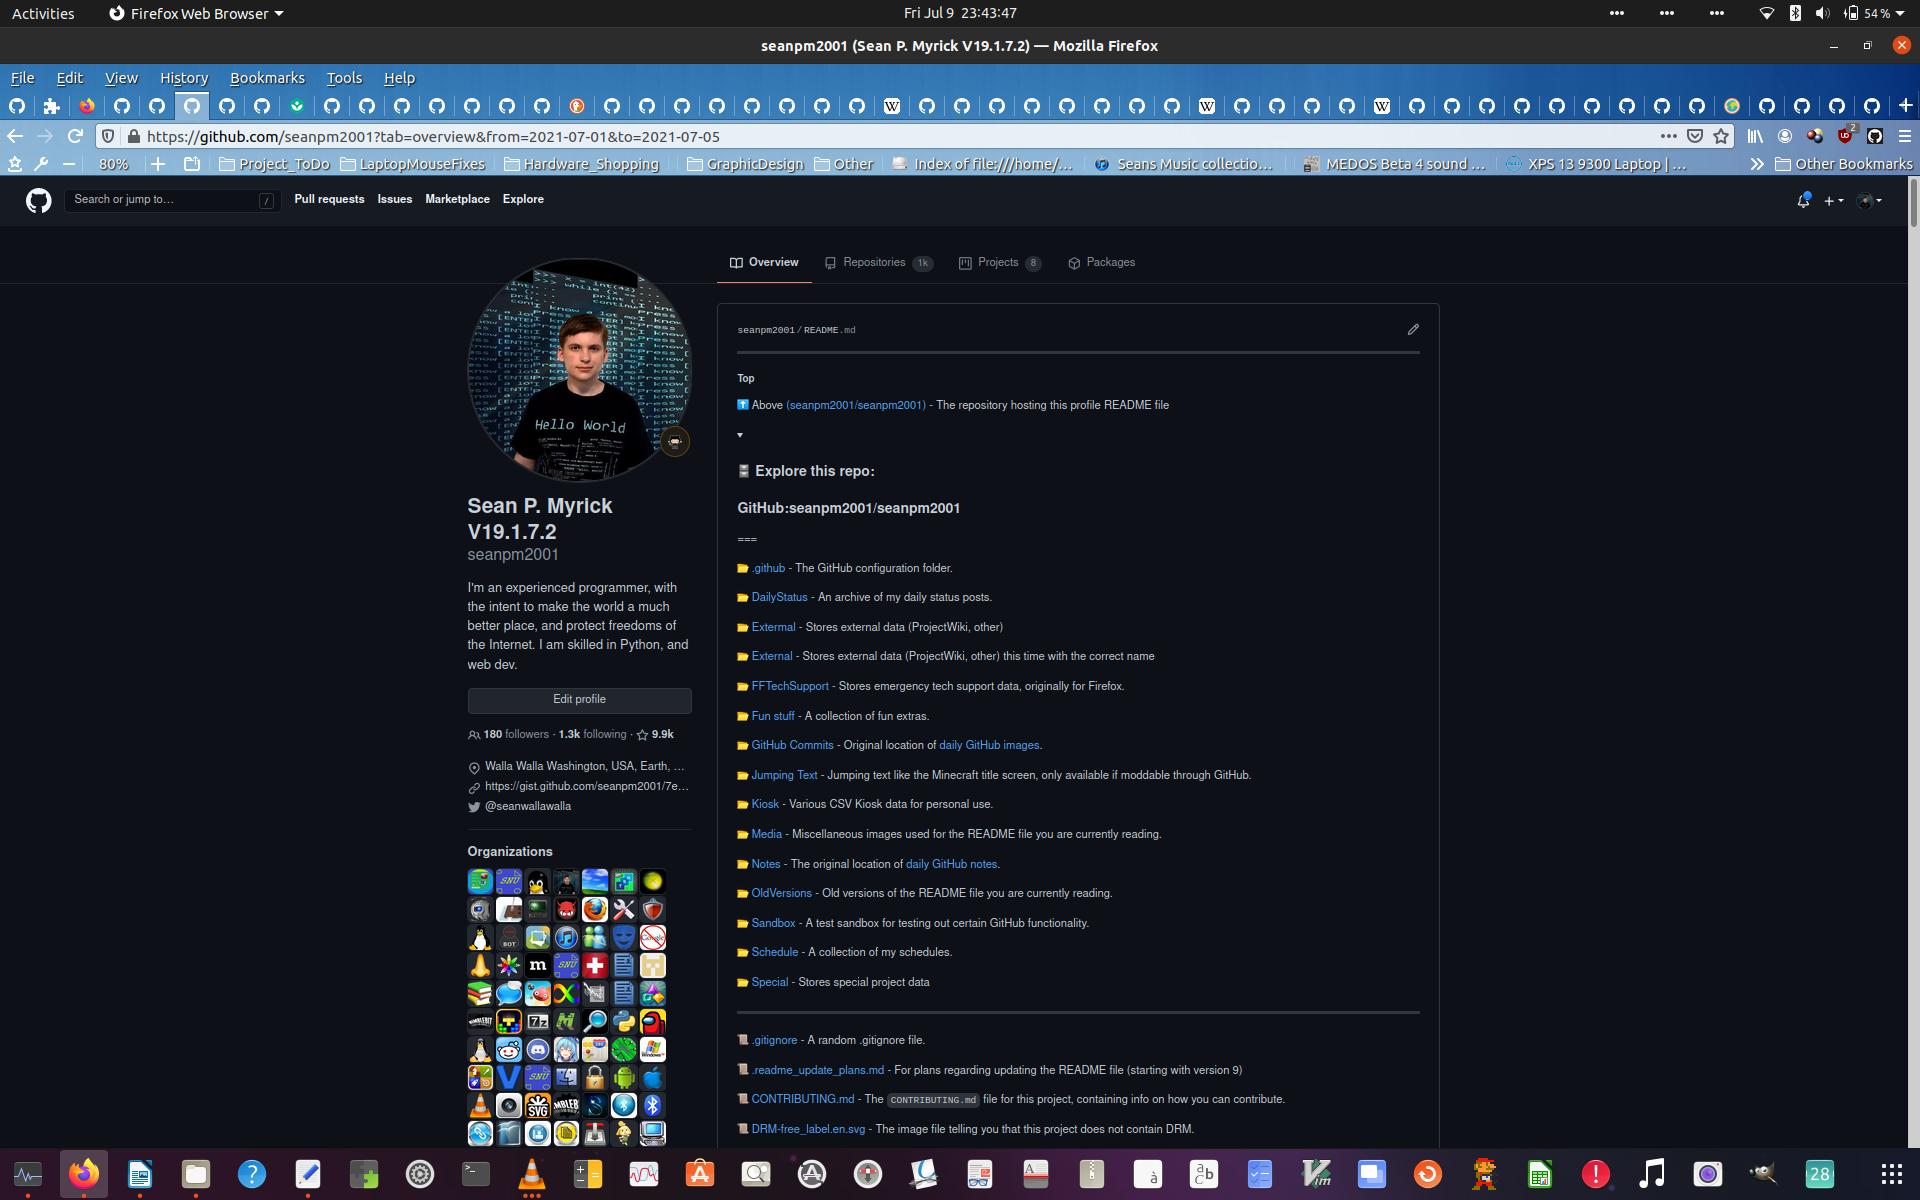 Activities
Firefox Web Browser
Fri Jul 9 23:43:47
54 %
seanpm2001 (Sean P. Myrick V19.1.7.2) — Mozilla Firefox
File Edit View History Bookmarks Tools Help
https://github.com/seanpm2001?tab=overview&from=2021-07-01&to=2021-07-05
2
80%
Project_ToDo
LaptopMouseFixes
Hardware_Shopping
GraphicDesign
Other
Index of file:///home/…
Seans Music collectio…
MEDOS Beta 4 sound …
XPS 13 9300 Laptop | …
Other Bookmarks
Search or jump to…
/
Pull requests Issues Marketplace Explore
Overview
Repositories 1k
Projects 8
Packages
Hello World
Sean P. Myrick
V19.1.7.2
seanpm2001
I'm an experienced programmer, with
the intent to make the world a much
better place, and protect freedoms of
the Internet. I am skilled in Python, and
web dev.
Edit profile
180 followers · 1.3k following · 9.9k
Walla Walla Washington, USA, Earth, …
https://gist.github.com/seanpm2001/7e…
@seanwallawalla
Organizations
seanpm2001/README.md
Top
Above (seanpm2001/seanpm2001) - The repository hosting this profile README file
Explore this repo:
GitHub:seanpm2001/seanpm2001
===
.github - The GitHub configuration folder.
DailyStatus - An archive of my daily status posts.
Extermal - Stores external data (ProjectWiki, other)
External - Stores external data (ProjectWiki, other) this time with the correct name
FFTechSupport - Stores emergency tech support data, originally for Firefox.
Fun stuff - A collection of fun extras.
GitHub Commits - Original location of daily GitHub images.
Jumping Text - Jumping text like the Minecraft title screen, only available if moddable through GitHub.
Kiosk - Various CSV Kiosk data for personal use.
Media - Miscellaneous images used for the README file you are currently reading.
Notes - The original location of daily GitHub notes.
OldVersions - Old versions of the README file you are currently reading.
Sandbox - A test sandbox for testing out certain GitHub functionality.
Schedule - A collection of my schedules.
Special - Stores special project data
.gitignore - A random .gitignore file.
.readme_update_plans.md - For plans regarding updating the README file (starting with version 9)
CONTRIBUTING.md - The CONTRIBUTING.md file for this project, containing info on how you can contribute.
DRM-free_label.en.svg - The image file telling you that this project does not contain DRM.
28